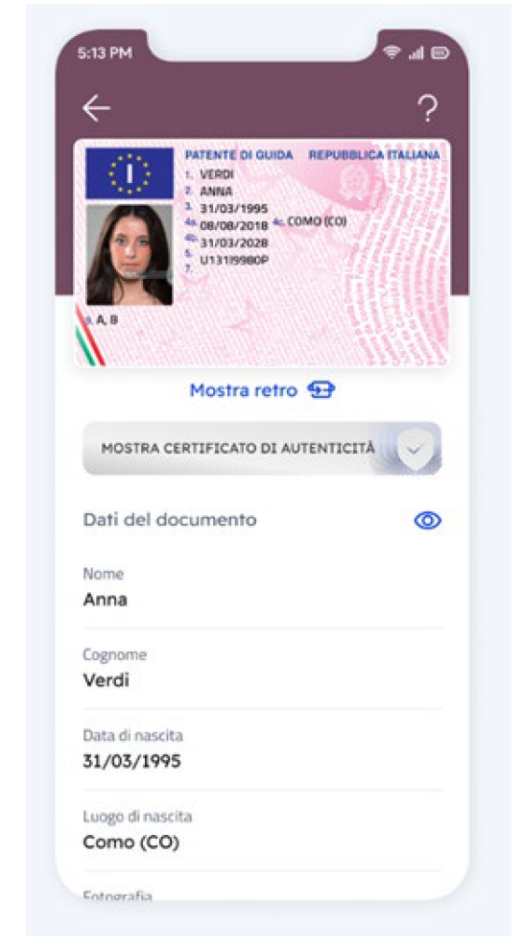 5:13 PM
?
PATENTE DI GUIDA REPUBBLICA ITALIANA
I
1. VERDI
2. ANNA
3. 31/03/1995
4a. 08/08/2018 4c. COMO (CO)
4b. 31/03/2028
5. U131I9980P
7.
9. A, B
Mostra retro
MOSTRA CERTIFICATO DI AUTENTICITÀ
Dati del documento
Nome
Anna
Cognome
Verdi
Data di nascita
31/03/1995
Luogo di nascita
Como (CO)
Fotografia